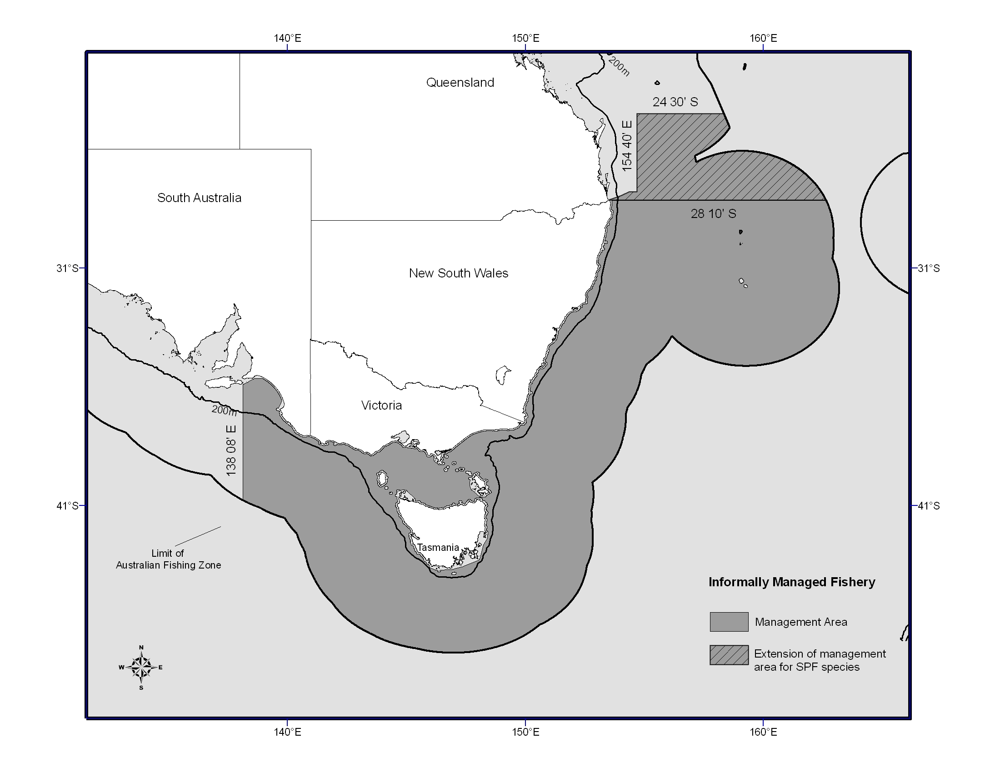 140°E
150°E
160°E
200m
Queensland
24 30' S
154 40' E
South Australia
28 10' S
31°S
New South Wales
31°S
Victoria
200m
138 08' E
41°S
41°S
Tasmania
Limit of
Australian Fishing Zone
Informally Managed Fishery
Management Area
Extension of management
area for SPF species
N
W E
S
140°E
150°E
160°E